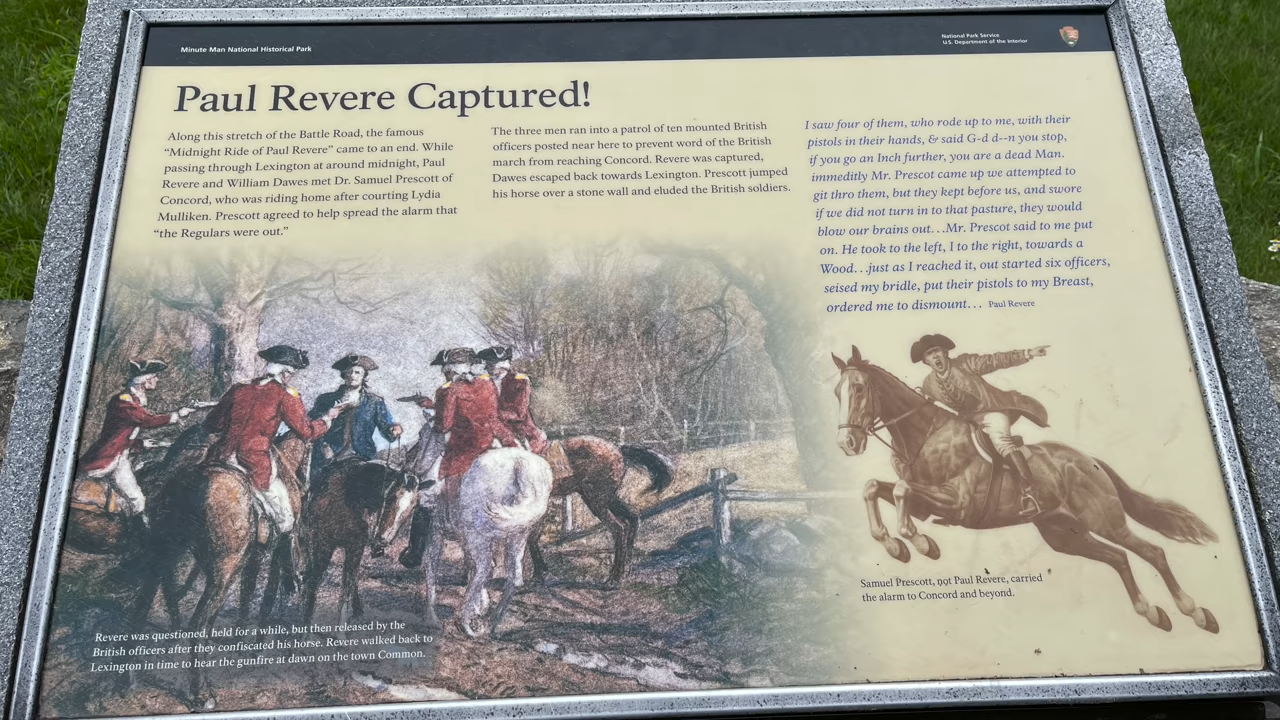 Minute Man National Historical Park
National Park Service
U.S. Department of the Interior
Paul Revere Captured!
Along this stretch of the Battle Road, the famous
“Midnight Ride of Paul Revere” came to an end. While
passing through Lexington at around midnight, Paul
Revere and William Dawes met Dr. Samuel Prescott of
Concord, who was riding home after courting Lydia
Mulliken. Prescott agreed to help spread the alarm that
“the Regulars were out.”
The three men ran into a patrol of ten mounted British
officers posted near here to prevent word of the British
march from reaching Concord. Revere was captured,
Dawes escaped back towards Lexington. Prescott jumped
his horse over a stone wall and eluded the British soldiers.
I saw four of them, who rode up to me, with their
pistols in their hands, & said G-d d--n you stop,
if you go an Inch further, you are a dead Man.
immeditly Mr. Prescot came up we attempted to
git thro them, but they kept before us, and swore
if we did not turn in to that pasture, they would
blow our brains out...Mr. Prescot said to me put
on. He took to the left, I to the right, towards a
Wood...just as I reached it, out started six officers,
seised my bridle, put their pistols to my Breast,
ordered me to dismount... Paul Revere
Samuel Prescott, not Paul Revere, carried
the alarm to Concord and beyond.
Revere was questioned, held for a while, but then released by the
British officers after they confiscated his horse. Revere walked back to
Lexington in time to hear the gunfire at dawn on the town Common.